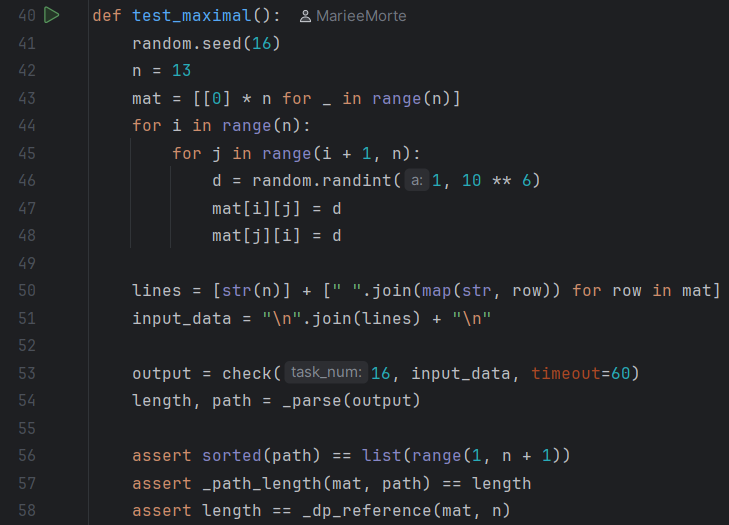 40 def test_maximal(): MarieeMorte
41 random.seed(16)
42 n = 13
43 mat = [[0] * n for _ in range(n)]
44 for i in range(n):
45 for j in range(i + 1, n):
46 d = random.randint( a: 1, 10 ** 6)
47 mat[i][j] = d
48 mat[j][i] = d
49
50 lines = [str(n)] + [" ".join(map(str, row)) for row in mat]
51 input_data = "\n".join(lines) + "\n"
52
53 output = check( task_num: 16, input_data, timeout=60)
54 length, path = _parse(output)
55
56 assert sorted(path) == list(range(1, n + 1))
57 assert _path_length(mat, path) == length
58 assert length == _dp_reference(mat, n)